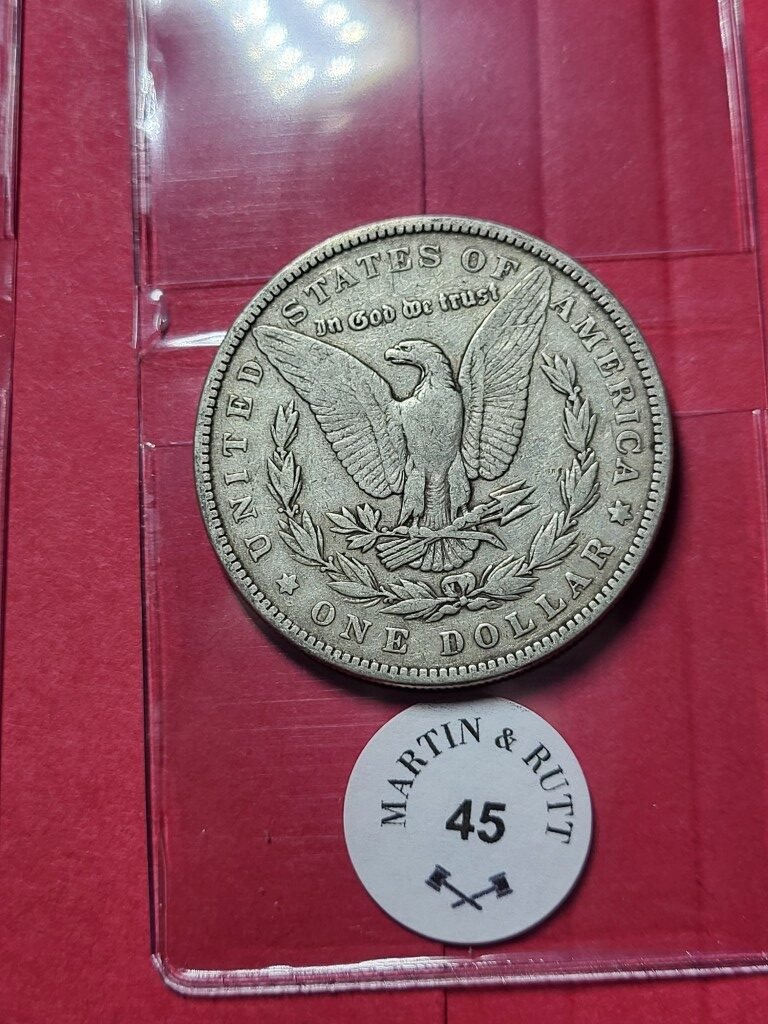 UNITED STATES OF AMERICA
In God we trust
ONE DOLLAR
MARTIN & RUTT
45